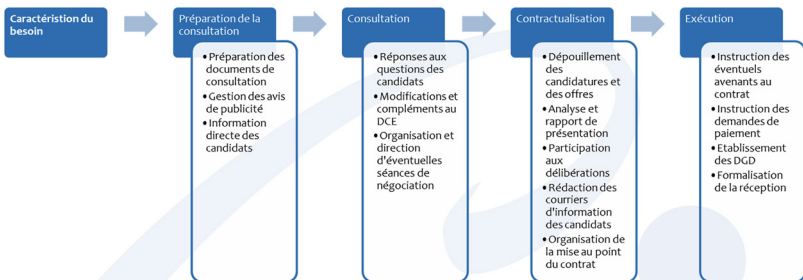 Caractéristion du
besoin
Préparation de la
consultation
• Préparation des
documents de
consultation
• Gestion des avis
de publicité
• Information
directe des
candidats
Consultation
• Réponses aux
questions des
candidats
• Modifications et
compléments au
DCE
• Organisation et
direction
d'éventuelles
séances de
négociation
Contractualisation
• Dépouillement
des
candidatures et
des offres
• Analyse et
rapport de
présentation
• Participation
aux
délibérations
• Rédaction des
courriers
d'information
des candidats
• Organisation de
la mise au point
du contrat
Exécution
• Instruction des
éventuels
avenants au
contrat
• Instruction des
demandes de
paiement
• Etablissement
des DGD
• Formalisation
de la réception